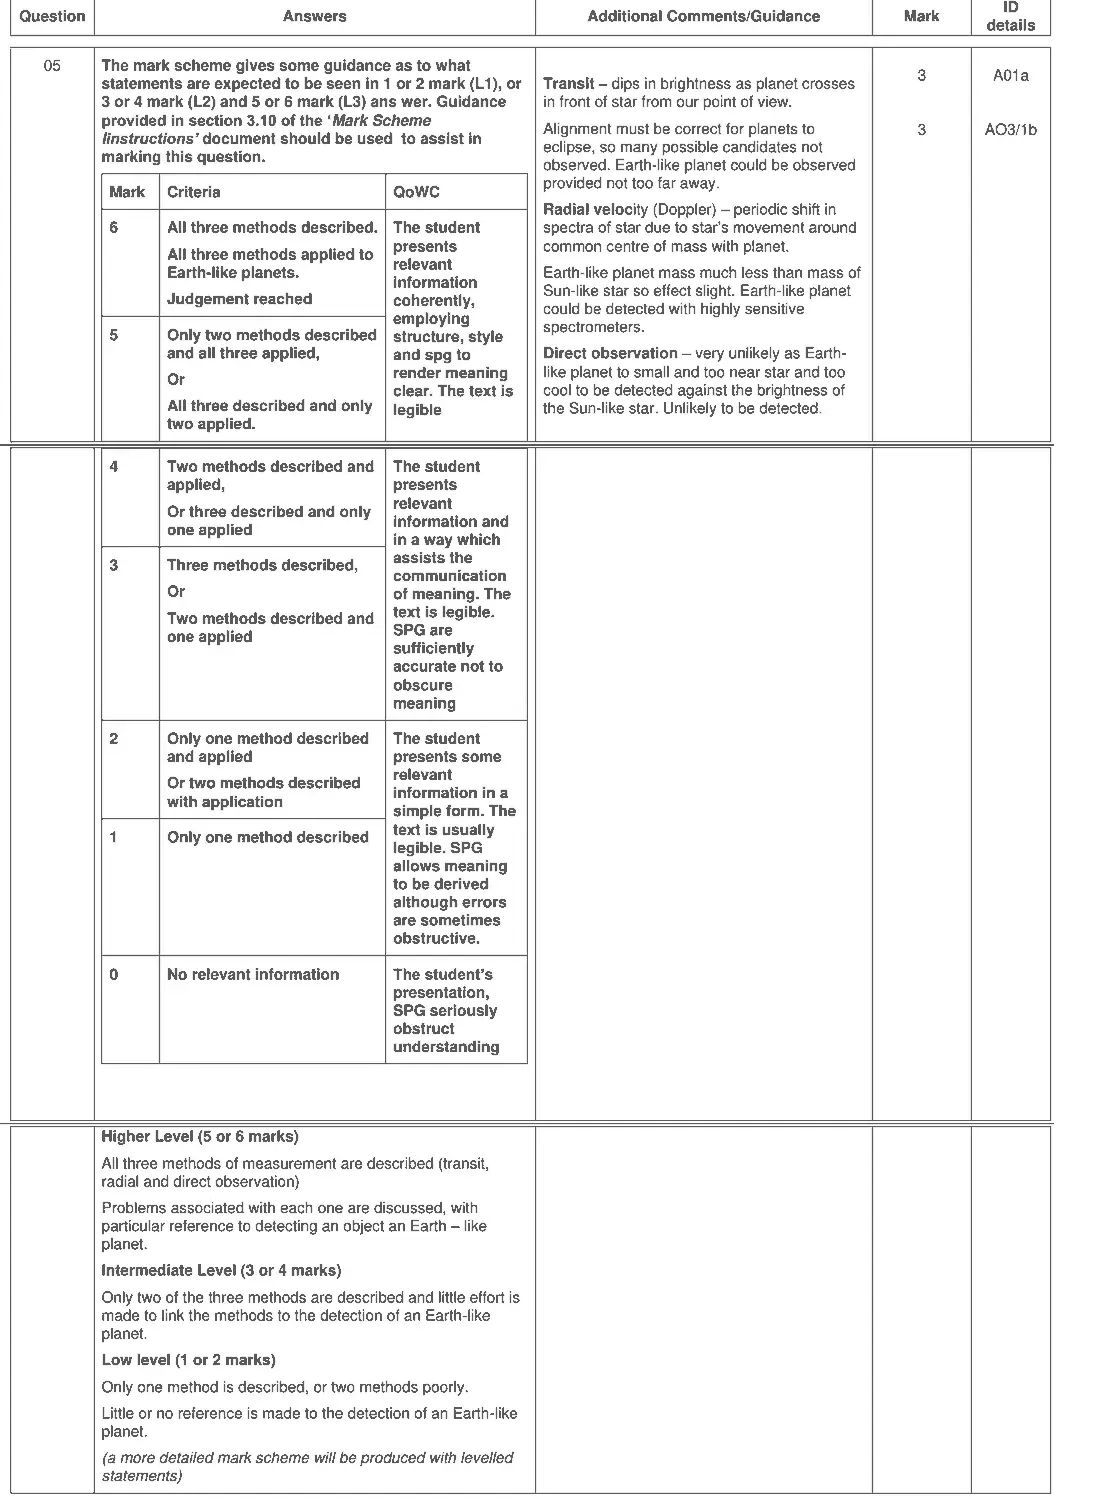 Question Answers Additional Comments/Guidance Mark ID details
05
The mark scheme gives some guidance as to what
statements are expected to be seen in 1 or 2 mark (L1), or
3 or 4 mark (L2) and 5 or 6 mark (L3) ans wer. Guidance
provided in section 3.10 of the ‘Mark Scheme
Iinstructions’ document should be used to assist in
marking this question.
Mark Criteria QoWC
6
All three methods described.
All three methods applied to
Earth-like planets.
Judgement reached
The student
presents
relevant
information
coherently,
employing
structure, style
and spg to
render meaning
clear. The text is
legible
5
Only two methods described
and all three applied,
Or
All three described and only
two applied.
Transit – dips in brightness as planet crosses
in front of star from our point of view.
Alignment must be correct for planets to
eclipse, so many possible candidates not
observed. Earth-like planet could be observed
provided not too far away.
Radial velocity (Doppler) – periodic shift in
spectra of star due to star’s movement around
common centre of mass with planet.
Earth-like planet mass much less than mass of
Sun-like star so effect slight. Earth-like planet
could be detected with highly sensitive
spectrometers.
Direct observation – very unlikely as Earth-
like planet to small and too near star and too
cool to be detected against the brightness of
the Sun-like star. Unlikely to be detected.
3 A01a
3 AO3/1b
4
Two methods described and
applied,
Or three described and only
one applied
The student
presents
relevant
information and
in a way which
assists the
communication
of meaning. The
text is legible.
SPG are
sufficiently
accurate not to
obscure
meaning
3
Three methods described,
Or
Two methods described and
one applied
2
Only one method described
and applied
Or two methods described
with application
The student
presents some
relevant
information in a
simple form. The
text is usually
legible. SPG
allows meaning
to be derived
although errors
are sometimes
obstructive.
1
Only one method described
0
No relevant information
The student’s
presentation,
SPG seriously
obstruct
understanding
Higher Level (5 or 6 marks)
All three methods of measurement are described (transit,
radial and direct observation)
Problems associated with each one are discussed, with
particular reference to detecting an object an Earth – like
planet.
Intermediate Level (3 or 4 marks)
Only two of the three methods are described and little effort is
made to link the methods to the detection of an Earth-like
planet.
Low level (1 or 2 marks)
Only one method is described, or two methods poorly.
Little or no reference is made to the detection of an Earth-like
planet.
(a more detailed mark scheme will be produced with levelled
statements)